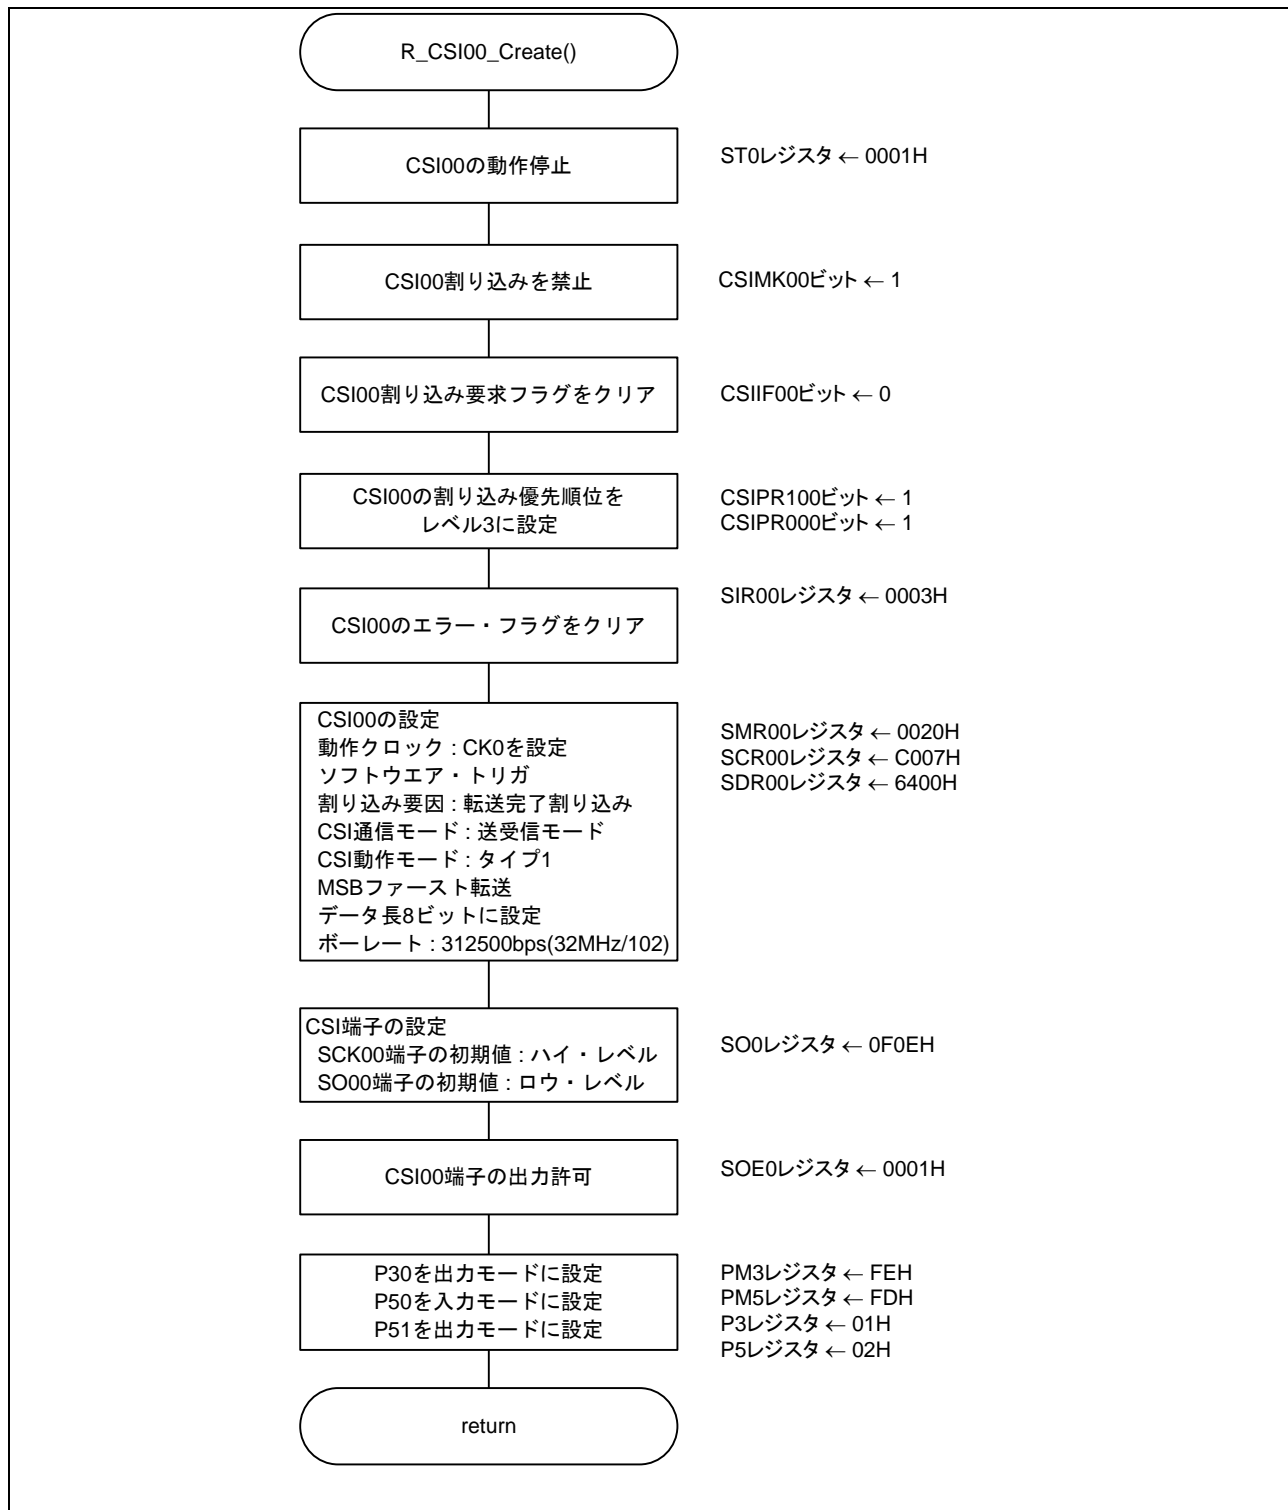 R_CSI00_Create()
CSI00の動作停止
ST0レジスタ ← 0001H
CSI00割り込みを禁止
CSIMK00ビット ← 1
CSI00割り込み要求フラグをクリア
CSIIF00ビット ← 0
CSI00の割り込み優先順位を
レベル3に設定
CSIPR100ビット ← 1
CSIPR000ビット ← 1
CSI00のエラー・フラグをクリア
SIR00レジスタ ← 0003H
CSI00の設定
動作クロック : CK0を設定
ソフトウエア・トリガ
割り込み要因 : 転送完了割り込み
CSI通信モード : 送受信モード
CSI動作モード : タイプ1
MSBファースト転送
データ長8ビットに設定
ボーレート : 312500bps(32MHz/102)
SMR00レジスタ ← 0020H
SCR00レジスタ ← C007H
SDR00レジスタ ← 6400H
CSI端子の設定
SCK00端子の初期値 : ハイ・レベル
SO00端子の初期値 : ロウ・レベル
SO0レジスタ ← 0F0EH
CSI00端子の出力許可
SOE0レジスタ ← 0001H
P30を出力モードに設定
P50を入力モードに設定
P51を出力モードに設定
PM3レジスタ ← FEH
PM5レジスタ ← FDH
P3レジスタ ← 01H
P5レジスタ ← 02H
return